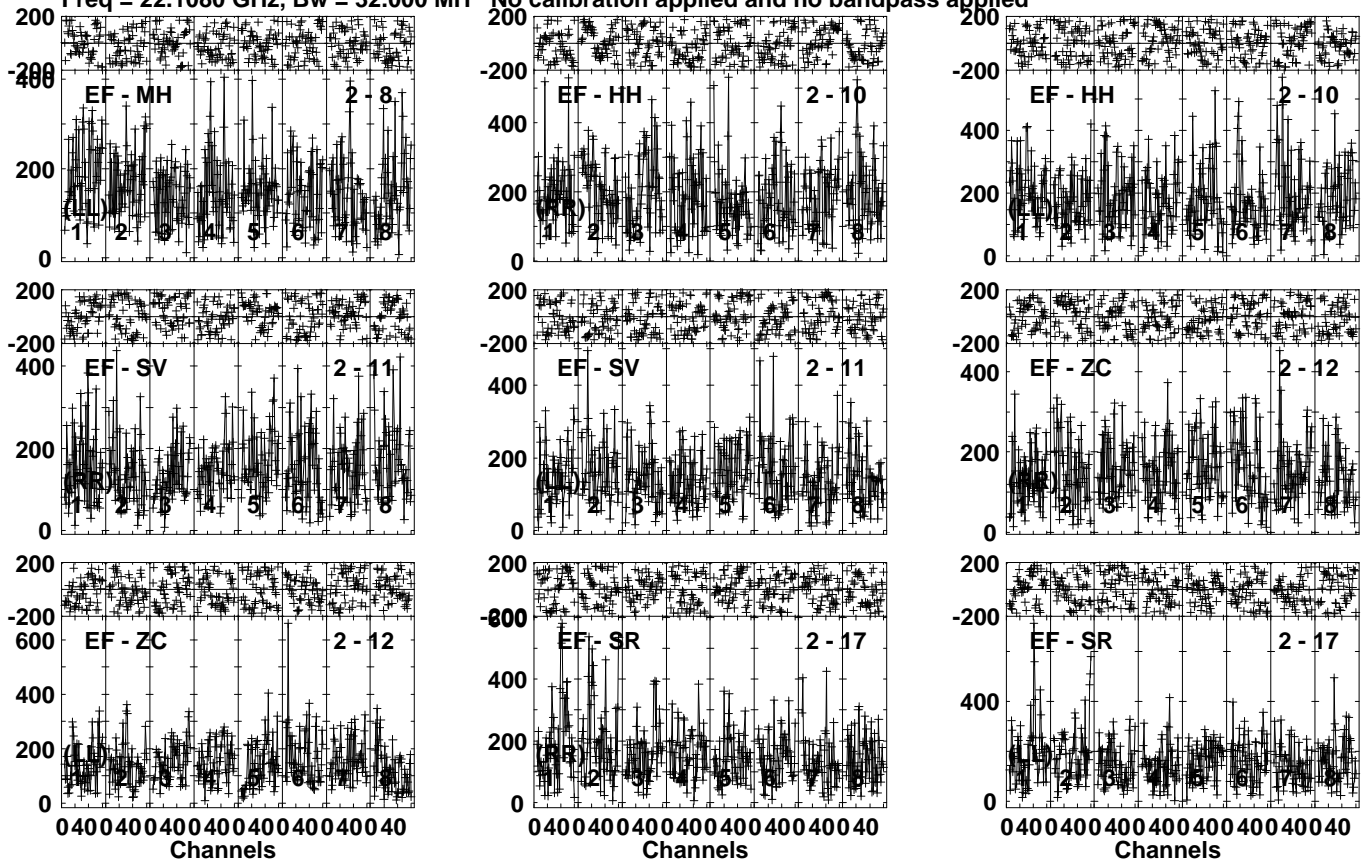 Freq = 22.1080 GHz, Bw = 32.000 MH No calibration applied and no bandpass applied
200 200 200
-200 -200 -200
400
EF - MH 2 - 8 EF - HH 2 - 10 EF - HH 2 - 10
400 400
200 200 200
(LL) (RR) (LL)
1 2 3 4 5 6 7 8 1 2 3 4 5 6 7 8 1 2 3 4 5 6 7 8
0 0 0
200 200 200
-200 -200 -200
EF - SV 2 - 11 EF - SV 2 - 11 EF - ZC 2 - 12
400 400 400
200 200 200
(RR) (LL) (RR)
1 2 3 4 5 6 7 8 1 2 3 4 5 6 7 8 1 2 3 4 5 6 7 8
0 0 0
200 200 200
-200 -200 -200
600 600
EF - ZC 2 - 12 EF - SR 2 - 17 EF - SR 2 - 17
400 400 400
200 200 200
(LL) (RR) (LL)
1 2 3 4 5 6 7 8 1 2 3 4 5 6 7 8 1 2 3 4 5 6 7 8
0 0 0
0 40 0 40 0 40 0 40 0 40 0 40 0 40 0 40 0 40 0 40 0 40 0 40 0 40 0 40 0 40 0 40 0 40 0 40 0 40 0 40 0 40 0 40 0 40 0 40
Channels Channels Channels